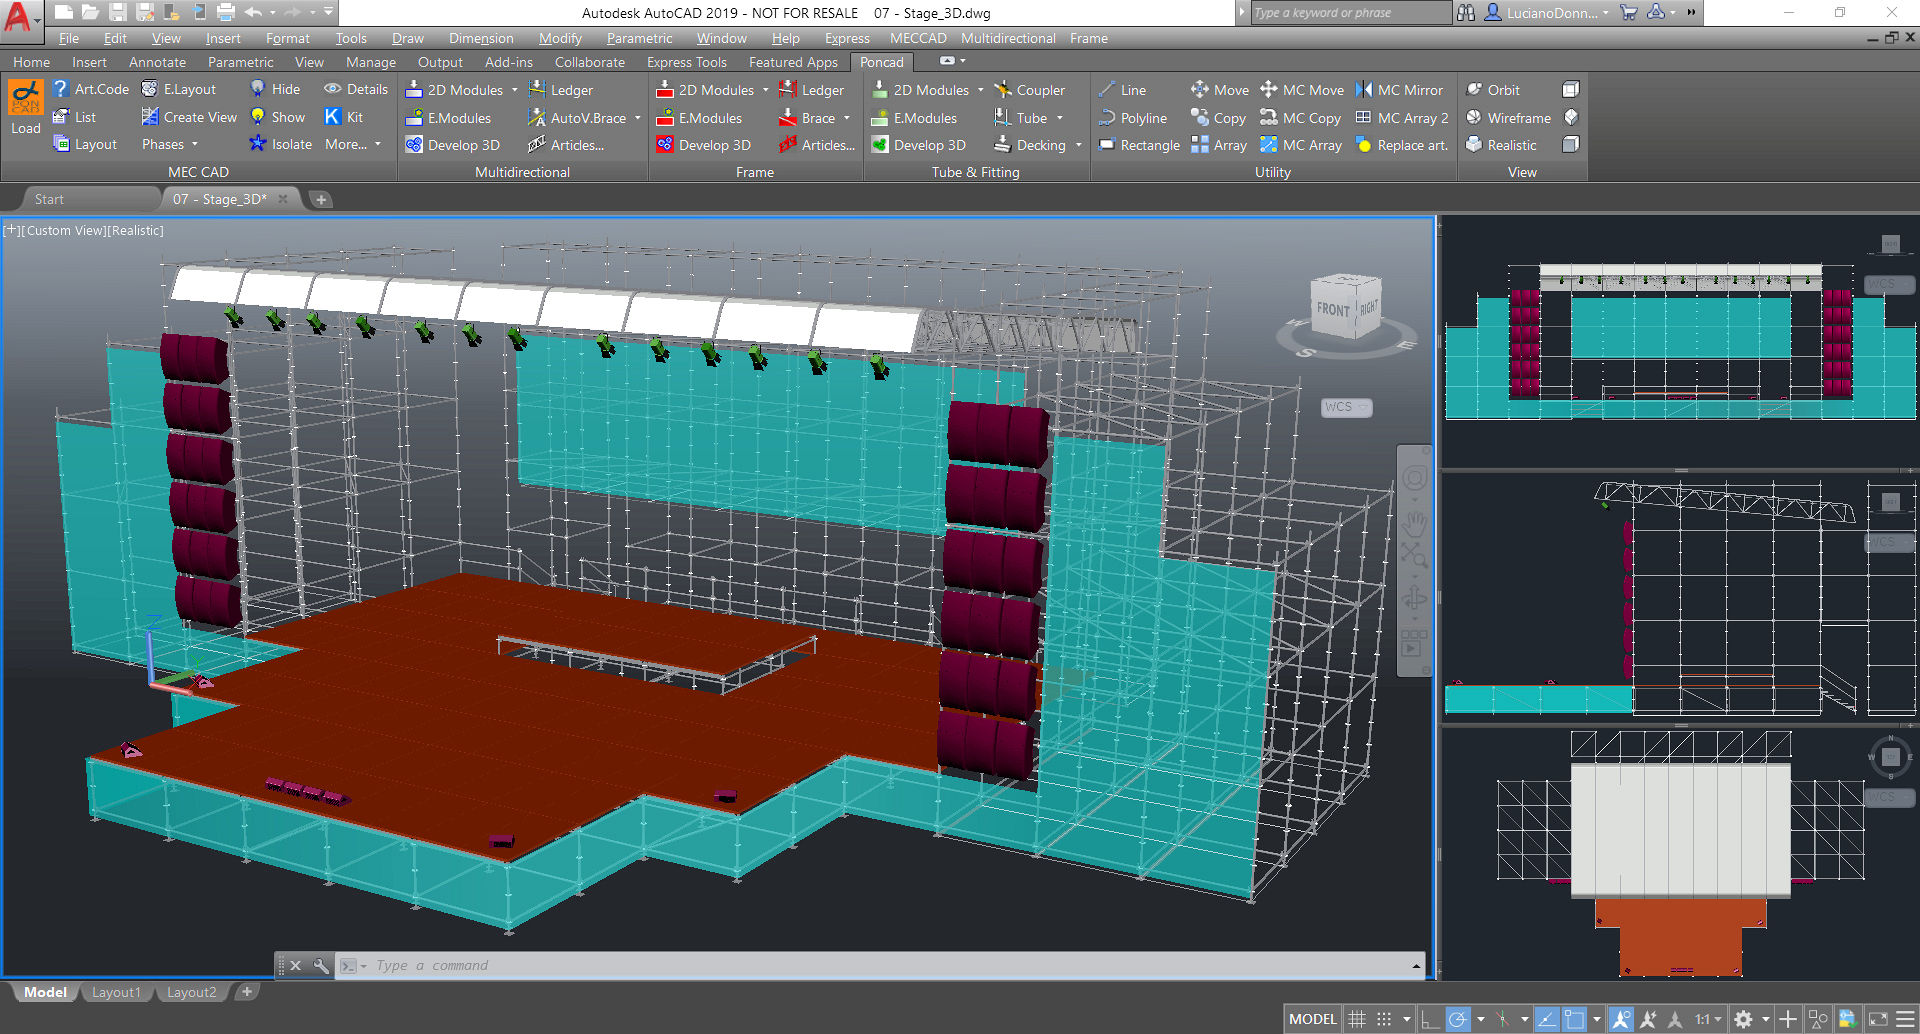 Autodesk AutoCAD 2019 - NOT FOR RESALE 07 - Stage_3D.dwg
Type a keyword or phrase
LucianoDonn...
File Edit View Insert Format Tools Draw Dimension Modify Parametric Window Help Express MECCAD Multidirectional Frame
Home Insert Annotate Parametric View Manage Output Add-ins Collaborate Express Tools Featured Apps Poncad
PON CAD
Art.Code E.Layout Hide Details 2D Modules Ledger 2D Modules Ledger 2D Modules Coupler Line Move MC Move MC Mirror Orbit
Load List Create View Show Kit E.Modules AutoV.Brace E.Modules Brace E.Modules Tube Polyline Copy MC Copy MC Array 2 Wireframe
Layout Phases Isolate More... Develop 3D Articles... Develop 3D Articles... Develop 3D Decking Rectangle Array MC Array Replace art. Realistic
MEC CAD Multidirectional Frame Tube & Fitting Utility View
Start 07 - Stage_3D*
[+][Custom View][Realistic]
FRONT RIGHT
S E
WCS
Z
WCS
WCS
N
W E
S
WCS
Type a command
Model Layout1 Layout2
MODEL 1:1